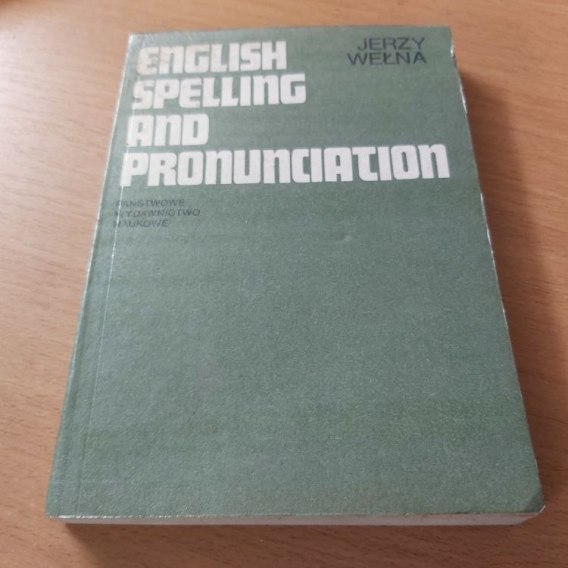 ENGLISH
SPELLING
AND
PRONUNCIATION
JERZY
WEŁNA
PAŃSTWOWE
WYDAWNICTWO
NAUKOWE